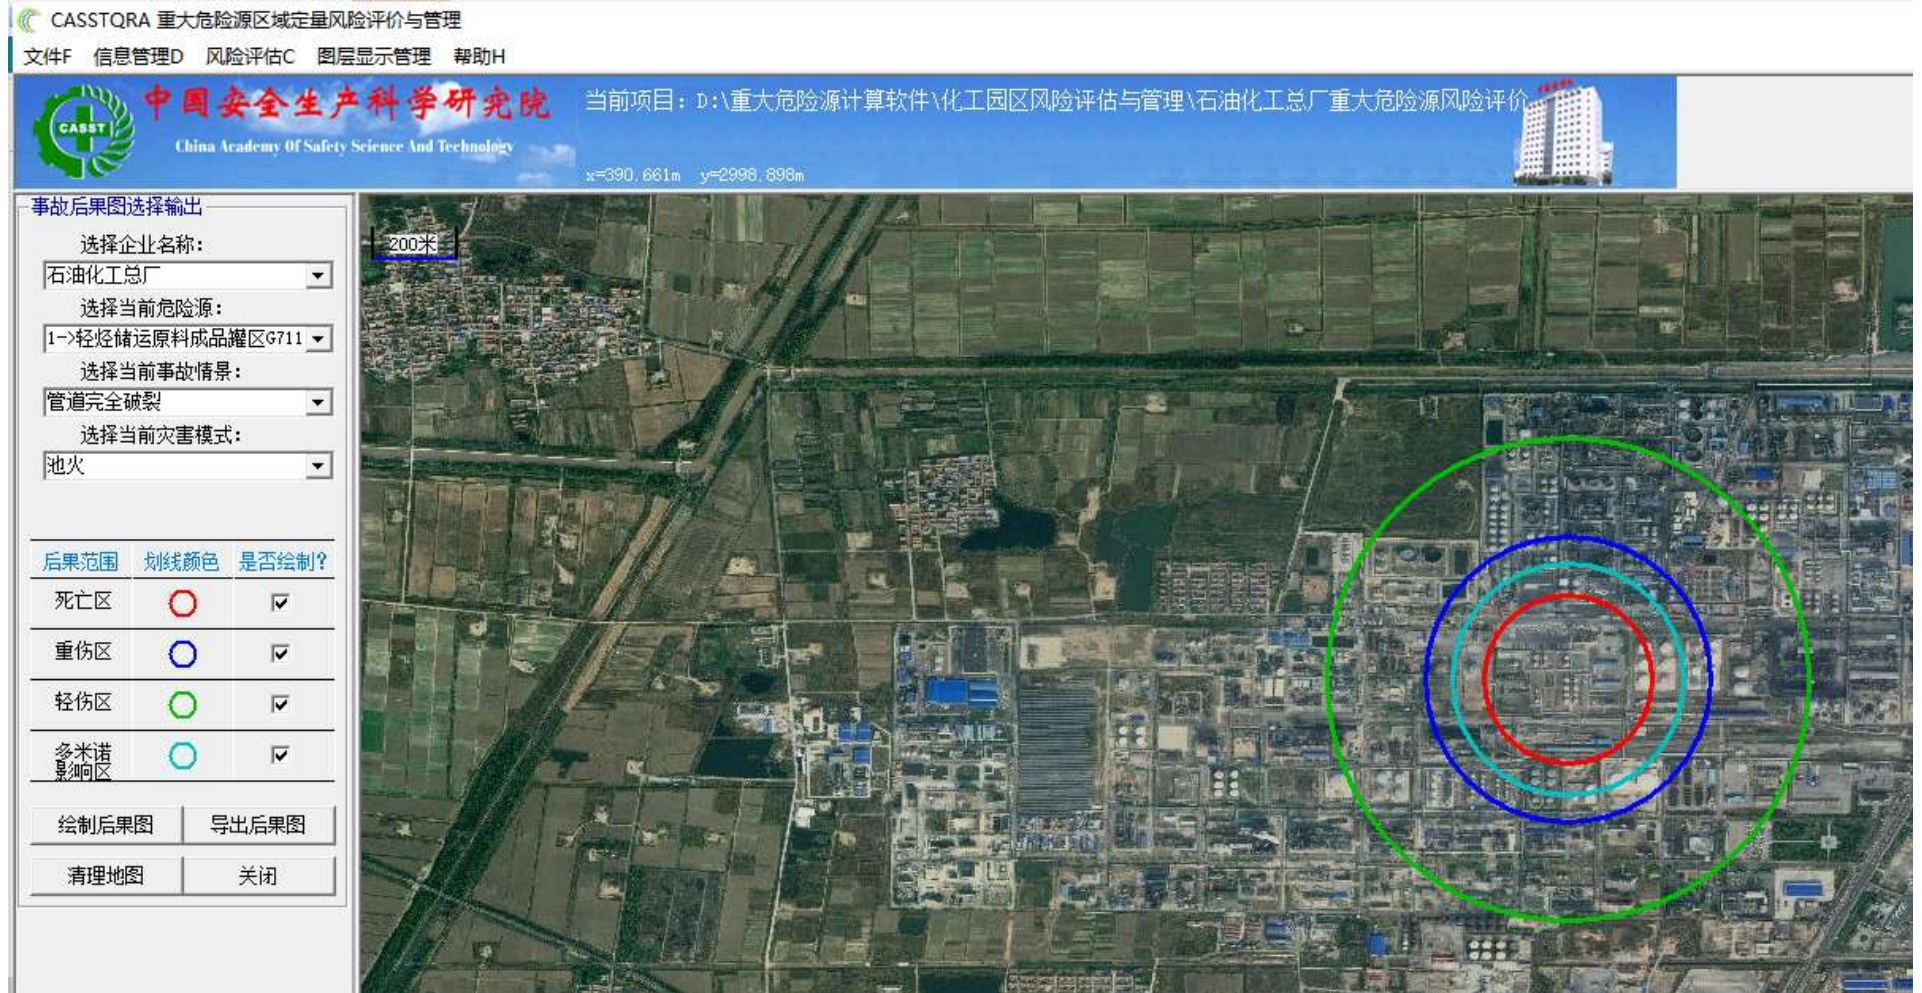 CASSTQRA 重大危险源区域定量风险评价与管理
文件F 信息管理D 风险评估C 图层显示管理 帮助H
CASST
中国安全生产科学研究院
China Academy Of Safety Science And Technology
当前项目：D:\重大危险源计算软件\化工园区风险评估与管理\石油化工总厂重大危险源风险评价
x=390.661m y=2998.898m
事故后果图选择输出
选择企业名称：
石油化工总厂
选择当前危险源：
1->轻烃储运原料成品罐区G711
选择当前事故情景：
管道完全破裂
选择当前灾害模式：
池火
后果范围 划线颜色 是否绘制?
死亡区
重伤区
轻伤区
多米诺
影响区
绘制后果图 导出后果图
清理地图 关闭
200米